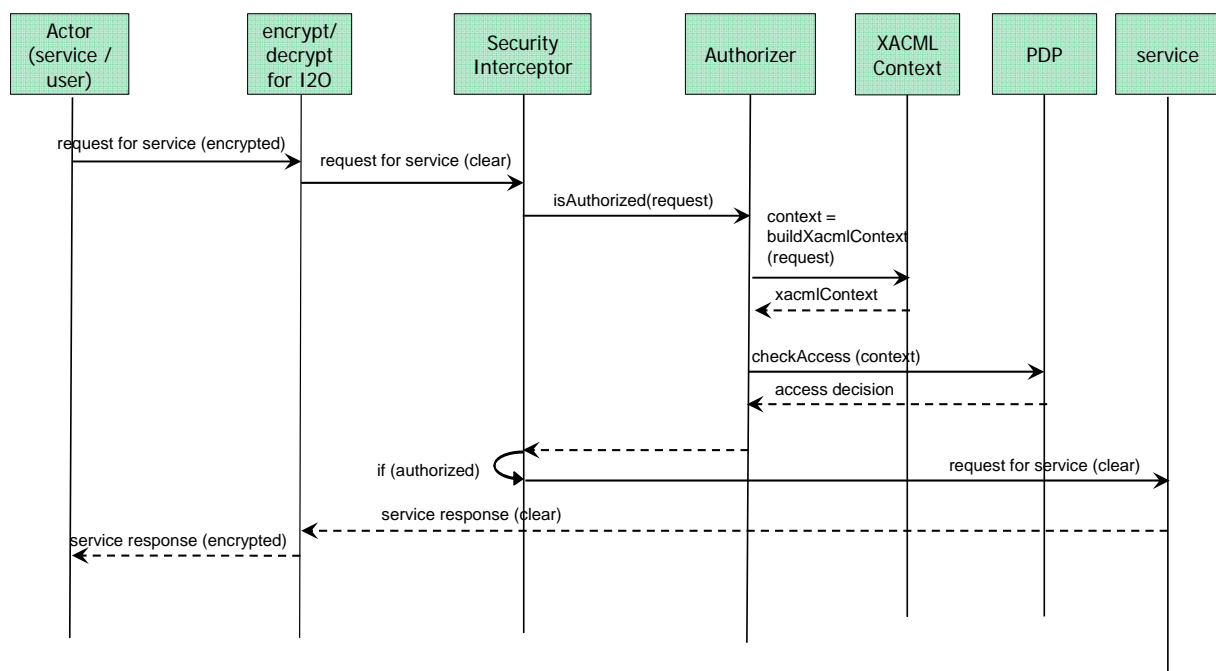 Actor
(service /
user)
encrypt/
decrypt
for I2O
Security
Interceptor
Authorizer
XACML
Context
PDP
service
request for service (encrypted)
request for service (clear)
isAuthorized(request)
context =
buildXacmlContext
(request)
xacmlContext
checkAccess (context)
access decision
if (authorized)
request for service (clear)
service response (clear)
service response (encrypted)